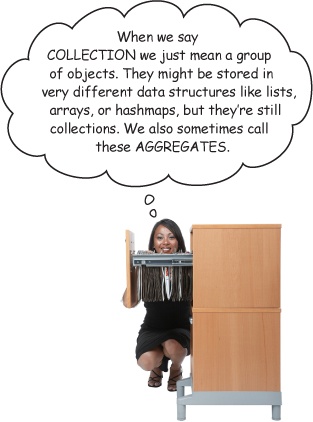 When we say
COLLECTION we just mean a group
of objects. They might be stored in
very different data structures like lists,
arrays, or hashmaps, but they're still
collections. We also sometimes call
these AGGREGATES.